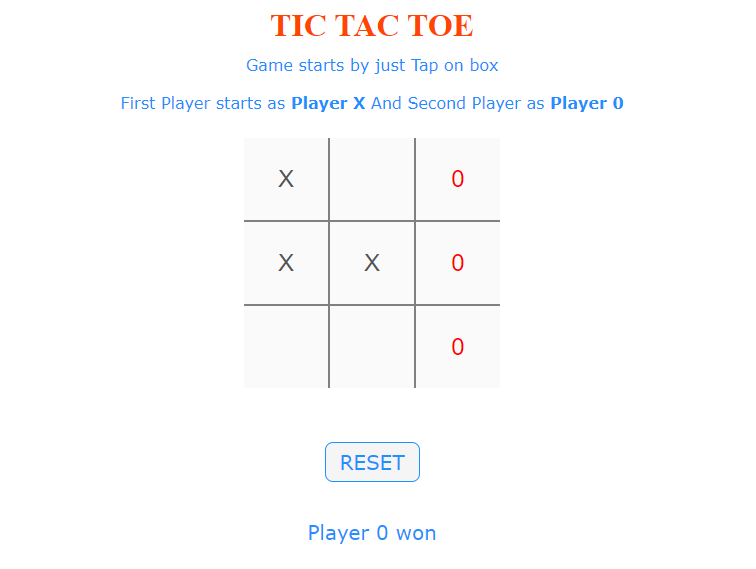 TIC TAC TOE
Game starts by just Tap on box
First Player starts as Player X And Second Player as Player 0
X 0
X X 0
0
RESET
Player 0 won